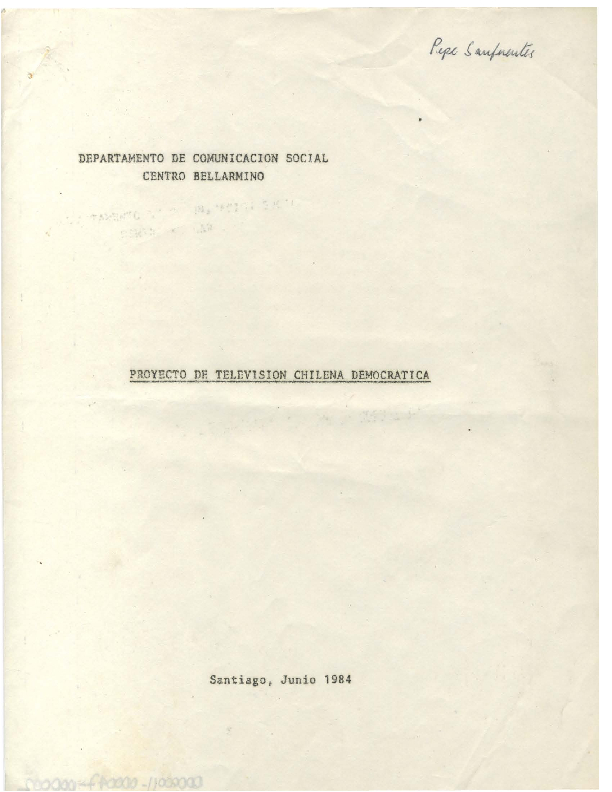 Pepe Sanfuentes
DEPARTAMENTO DE COMUNICACION SOCIAL
CENTRO BELLARMINO
PROYECTO DE TELEVISION CHILENA DEMOCRATICA
Santiago, Junio 1984